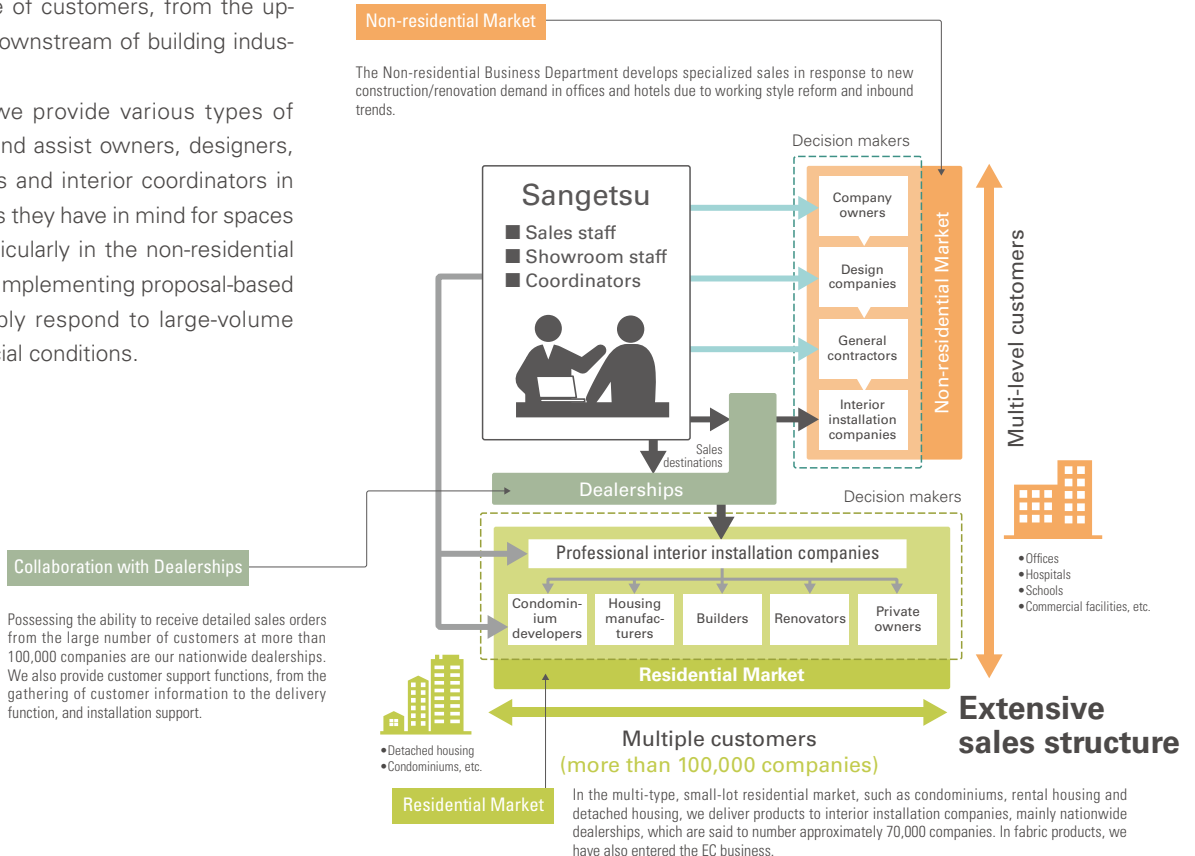 e of customers, from the up-
ownstream of building indus-
we provide various types of
nd assist owners, designers,
s and interior coordinators in
s they have in mind for spaces
ticularly in the non-residential
implementing proposal-based
bly respond to large-volume
cial conditions.
Non-residential Market
The Non-residential Business Department develops specialized sales in response to new
construction/renovation demand in offices and hotels due to working style reform and inbound
trends.
Decision makers
Sangetsu
■ Sales staff
■ Showroom staff
■ Coordinators
Company
owners
Design
companies
General
contractors
Interior
installation
companies
Non-residential Market
Multi-level customers
Sales
destinations
Dealerships
Decision makers
Professional interior installation companies
Condomin-
ium
developers
Housing
manufac-
turers
Builders
Renovators
Private
owners
Residential Market
•Offices
•Hospitals
•Schools
•Commercial facilities, etc.
Collaboration with Dealerships
Possessing the ability to receive detailed sales orders
from the large number of customers at more than
100,000 companies are our nationwide dealerships.
We also provide customer support functions, from the
gathering of customer information to the delivery
function, and installation support.
•Detached housing
•Condominiums, etc.
Multiple customers
(more than 100,000 companies)
Extensive
sales structure
Residential Market
In the multi-type, small-lot residential market, such as condominiums, rental housing and
detached housing, we deliver products to interior installation companies, mainly nationwide
dealerships, which are said to number approximately 70,000 companies. In fabric products, we
have also entered the EC business.